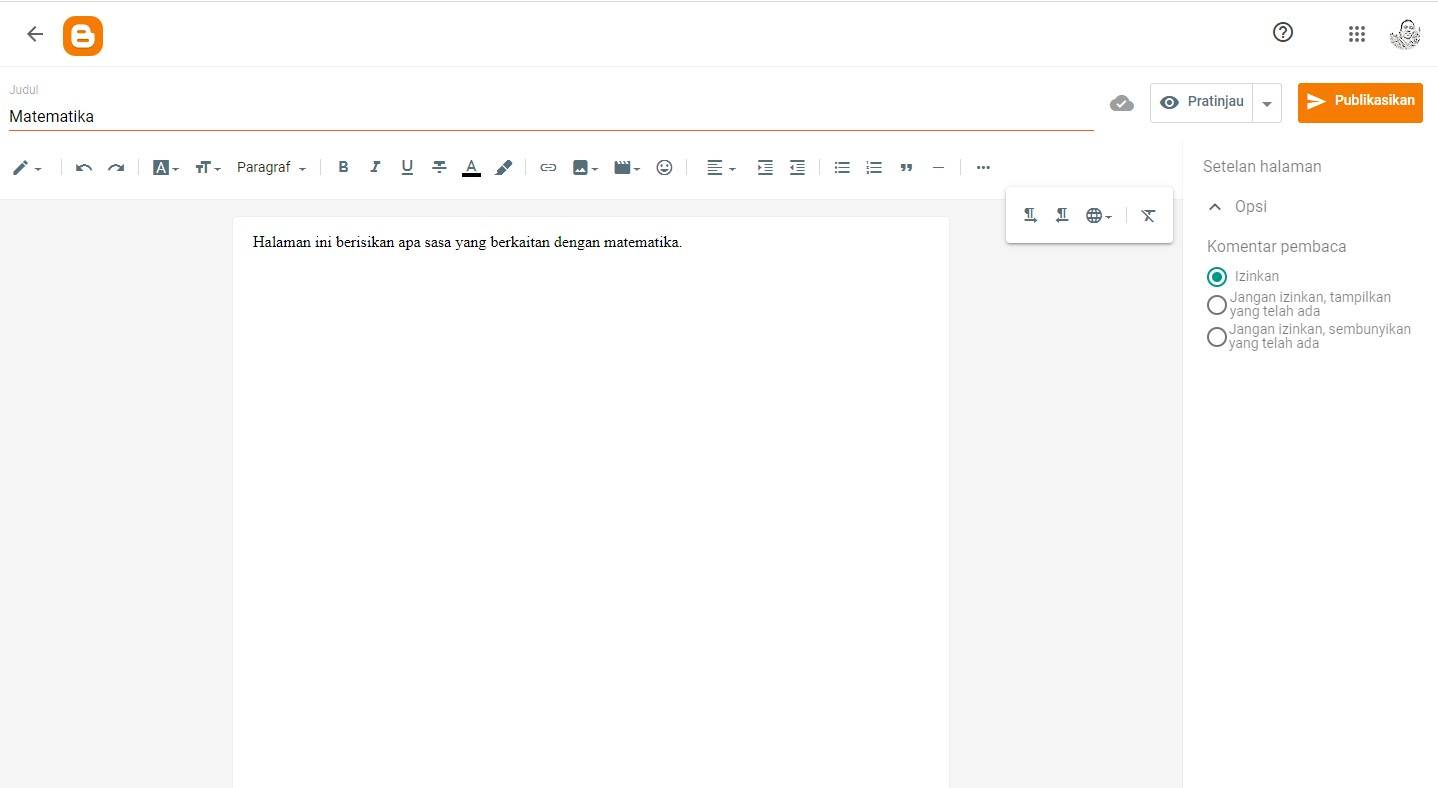 Judul
Matematika
Pratinjau
Publikasikan
Paragraf
B I U A
Halaman ini berisikan apa sasa yang berkaitan dengan matematika.
Setelan halaman
Opsi
Komentar pembaca
Izinkan
Jangan izinkan, tampilkan
yang telah ada
Jangan izinkan, sembunyikan
yang telah ada